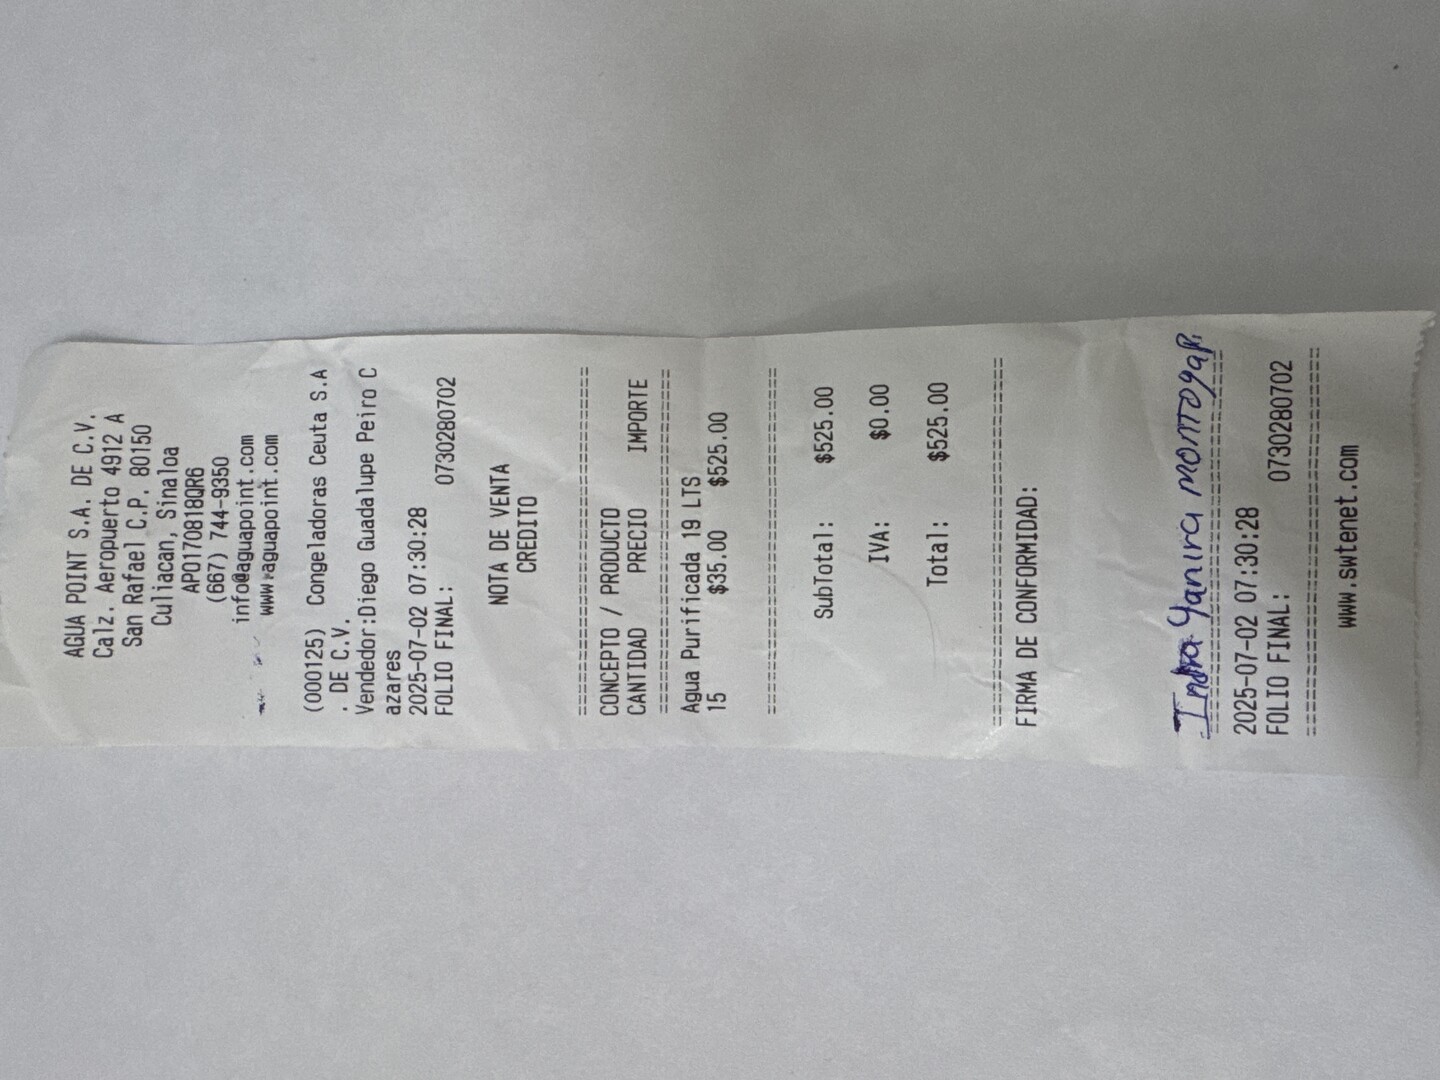 AGUA POINT S.A. DE C.V.
Calz. Aeropuerto 4912 A
San Rafael C.P. 80150
Culiacan, Sinaloa
APO170818QR6
(667) 744-9350
info@aguapoint.com
www.aguapoint.com
(000125) Congeladoras Ceuta S.A
. DE C.V.
Vendedor:Diego Guadalupe Peiro C
azares
2025-07-02 07:30:28
FOLIO FINAL: 0730280702
NOTA DE VENTA
CREDITO
================================
CONCEPTO / PRODUCTO
CANTIDAD PRECIO IMPORTE
================================
Agua Purificada 19 LTS
15 $35.00 $525.00
================================
SubTotal: $525.00
IVA: $0.00
Total: $525.00
================================
FIRMA DE CONFORMIDAD:
Yanira
================================
2025-07-02 07:30:28
FOLIO FINAL: 0730280702
================================
www.swtenet.com